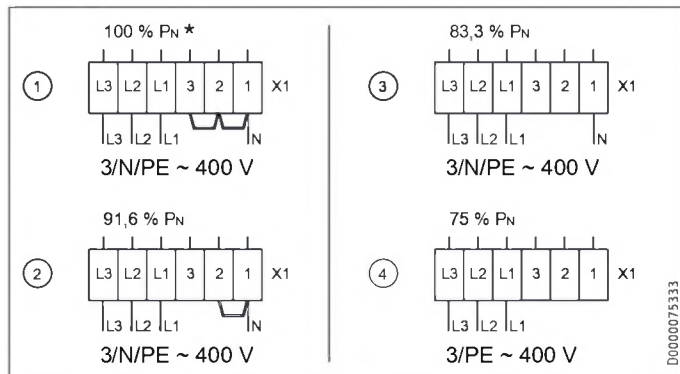 100 % PN *
1
L3 L2 L1 3 2 1 X1
L3 L2 L1 N
3/N/PE ~ 400 V
91,6 % PN
2
L3 L2 L1 3 2 1 X1
L3 L2 L1 N
3/N/PE ~ 400 V
83,3 % PN
3
L3 L2 L1 3 2 1 X1
L3 L2 L1 N
3/N/PE ~ 400 V
75 % PN
4
L3 L2 L1 3 2 1 X1
L3 L2 L1
3/PE ~ 400 V
D0000075333